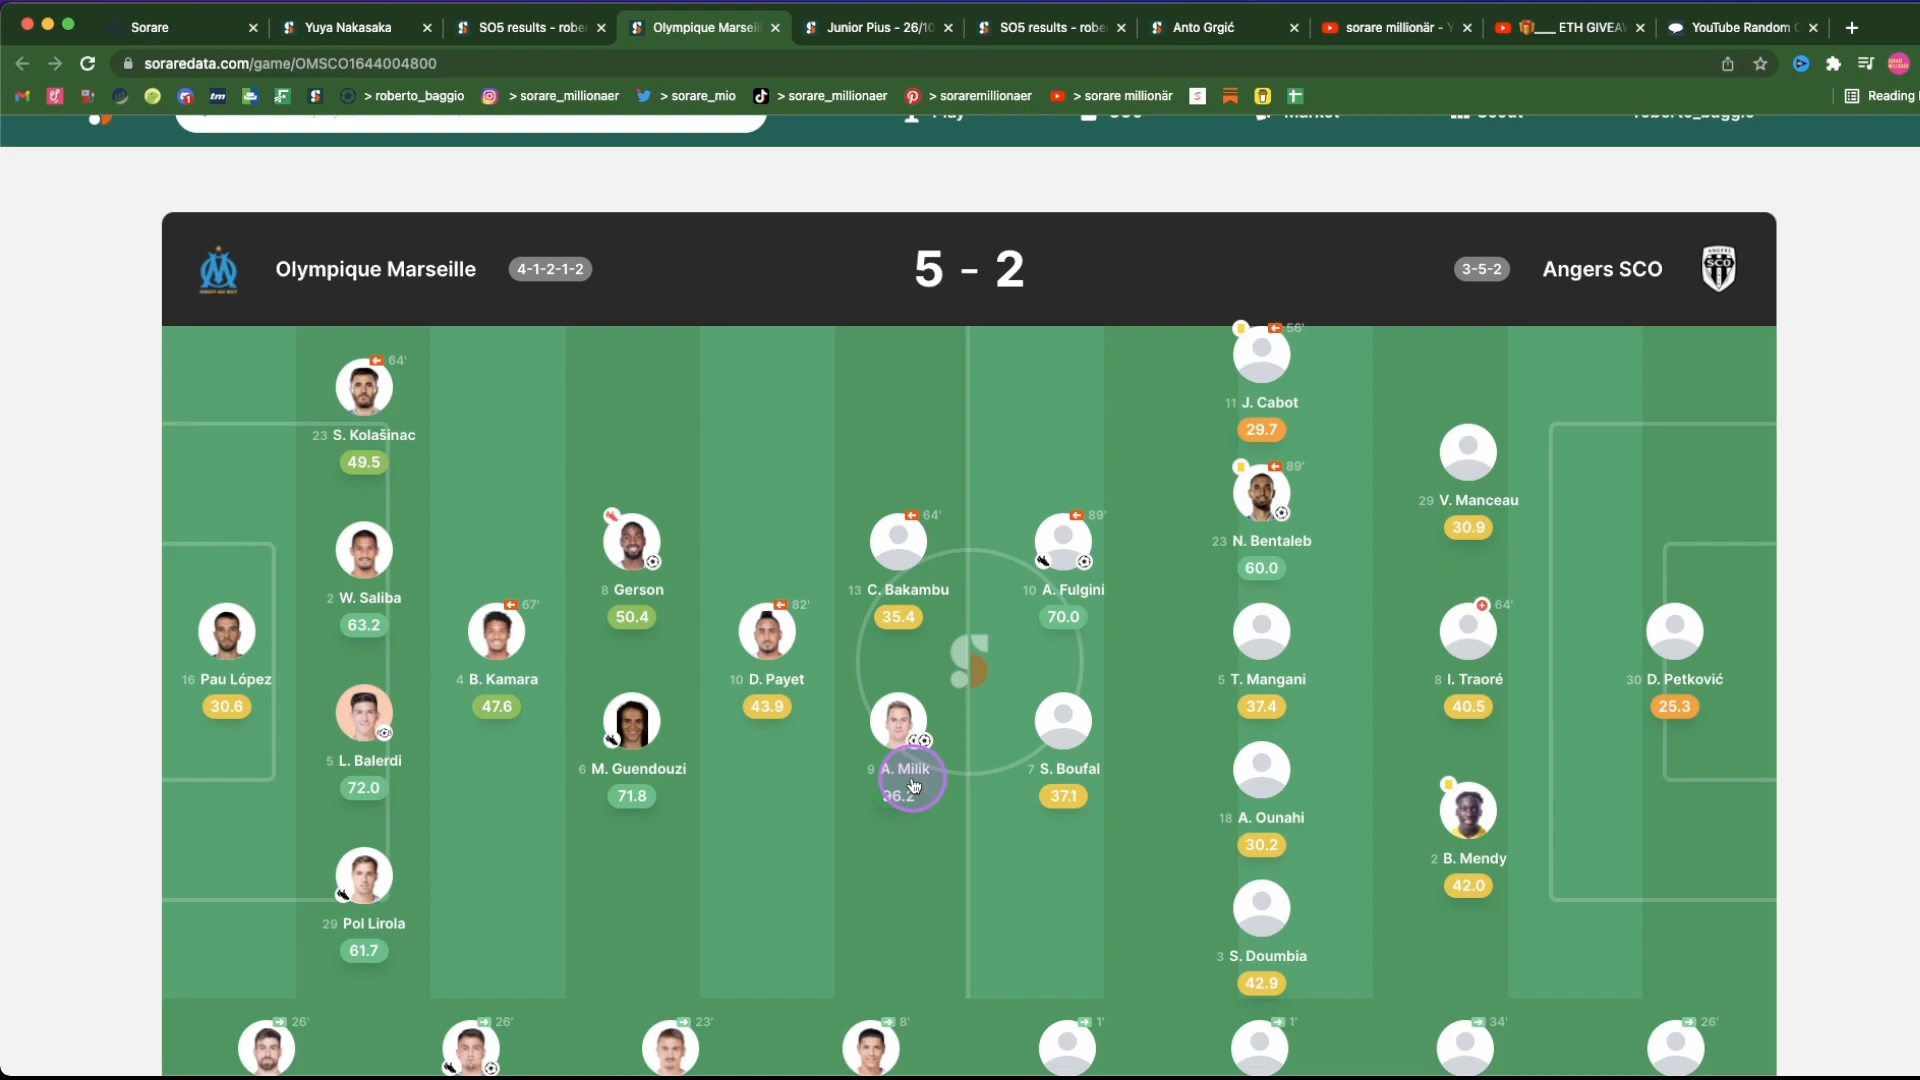 Sorare
Yuya Nakasaka
SO5 results - robe
Olympique Marseil
Junior Pius - 26/10
SO5 results - robe
Anto Grgić
sorare millionär - Y
ETH GIVEA
YouTube Random C
soraredata.com/game/OMSCO1644004800
> roberto_baggio
> sorare_millionaer
> sorare_mio
> sorare_millionaer
> soraremillionaer
> sorare millionär
Reading
Play
SO5
Market
Scout
roberto_baggio
Olympique Marseille
4-1-2-1-2
5 - 2
3-5-2
Angers SCO
64'
23 S. Kolašinac
49.5
2 W. Saliba
63.2
16 Pau López
30.6
5 L. Balerdi
72.0
29 Pol Lirola
61.7
67'
4 B. Kamara
47.6
8 Gerson
50.4
6 M. Guendouzi
71.8
82'
10 D. Payet
43.9
64'
13 C. Bakambu
35.4
9 A. Milik
96.2
89'
10 A. Fulgini
70.0
7 S. Boufal
37.1
56'
11 J. Cabot
29.7
89'
23 N. Bentaleb
60.0
5 T. Mangani
37.4
18 A. Ounahi
30.2
3 S. Doumbia
42.9
29 V. Manceau
30.9
64'
8 I. Traoré
40.5
2 B. Mendy
42.0
30 D. Petković
25.3
26'
26'
23'
8'
1'
1'
34'
26'